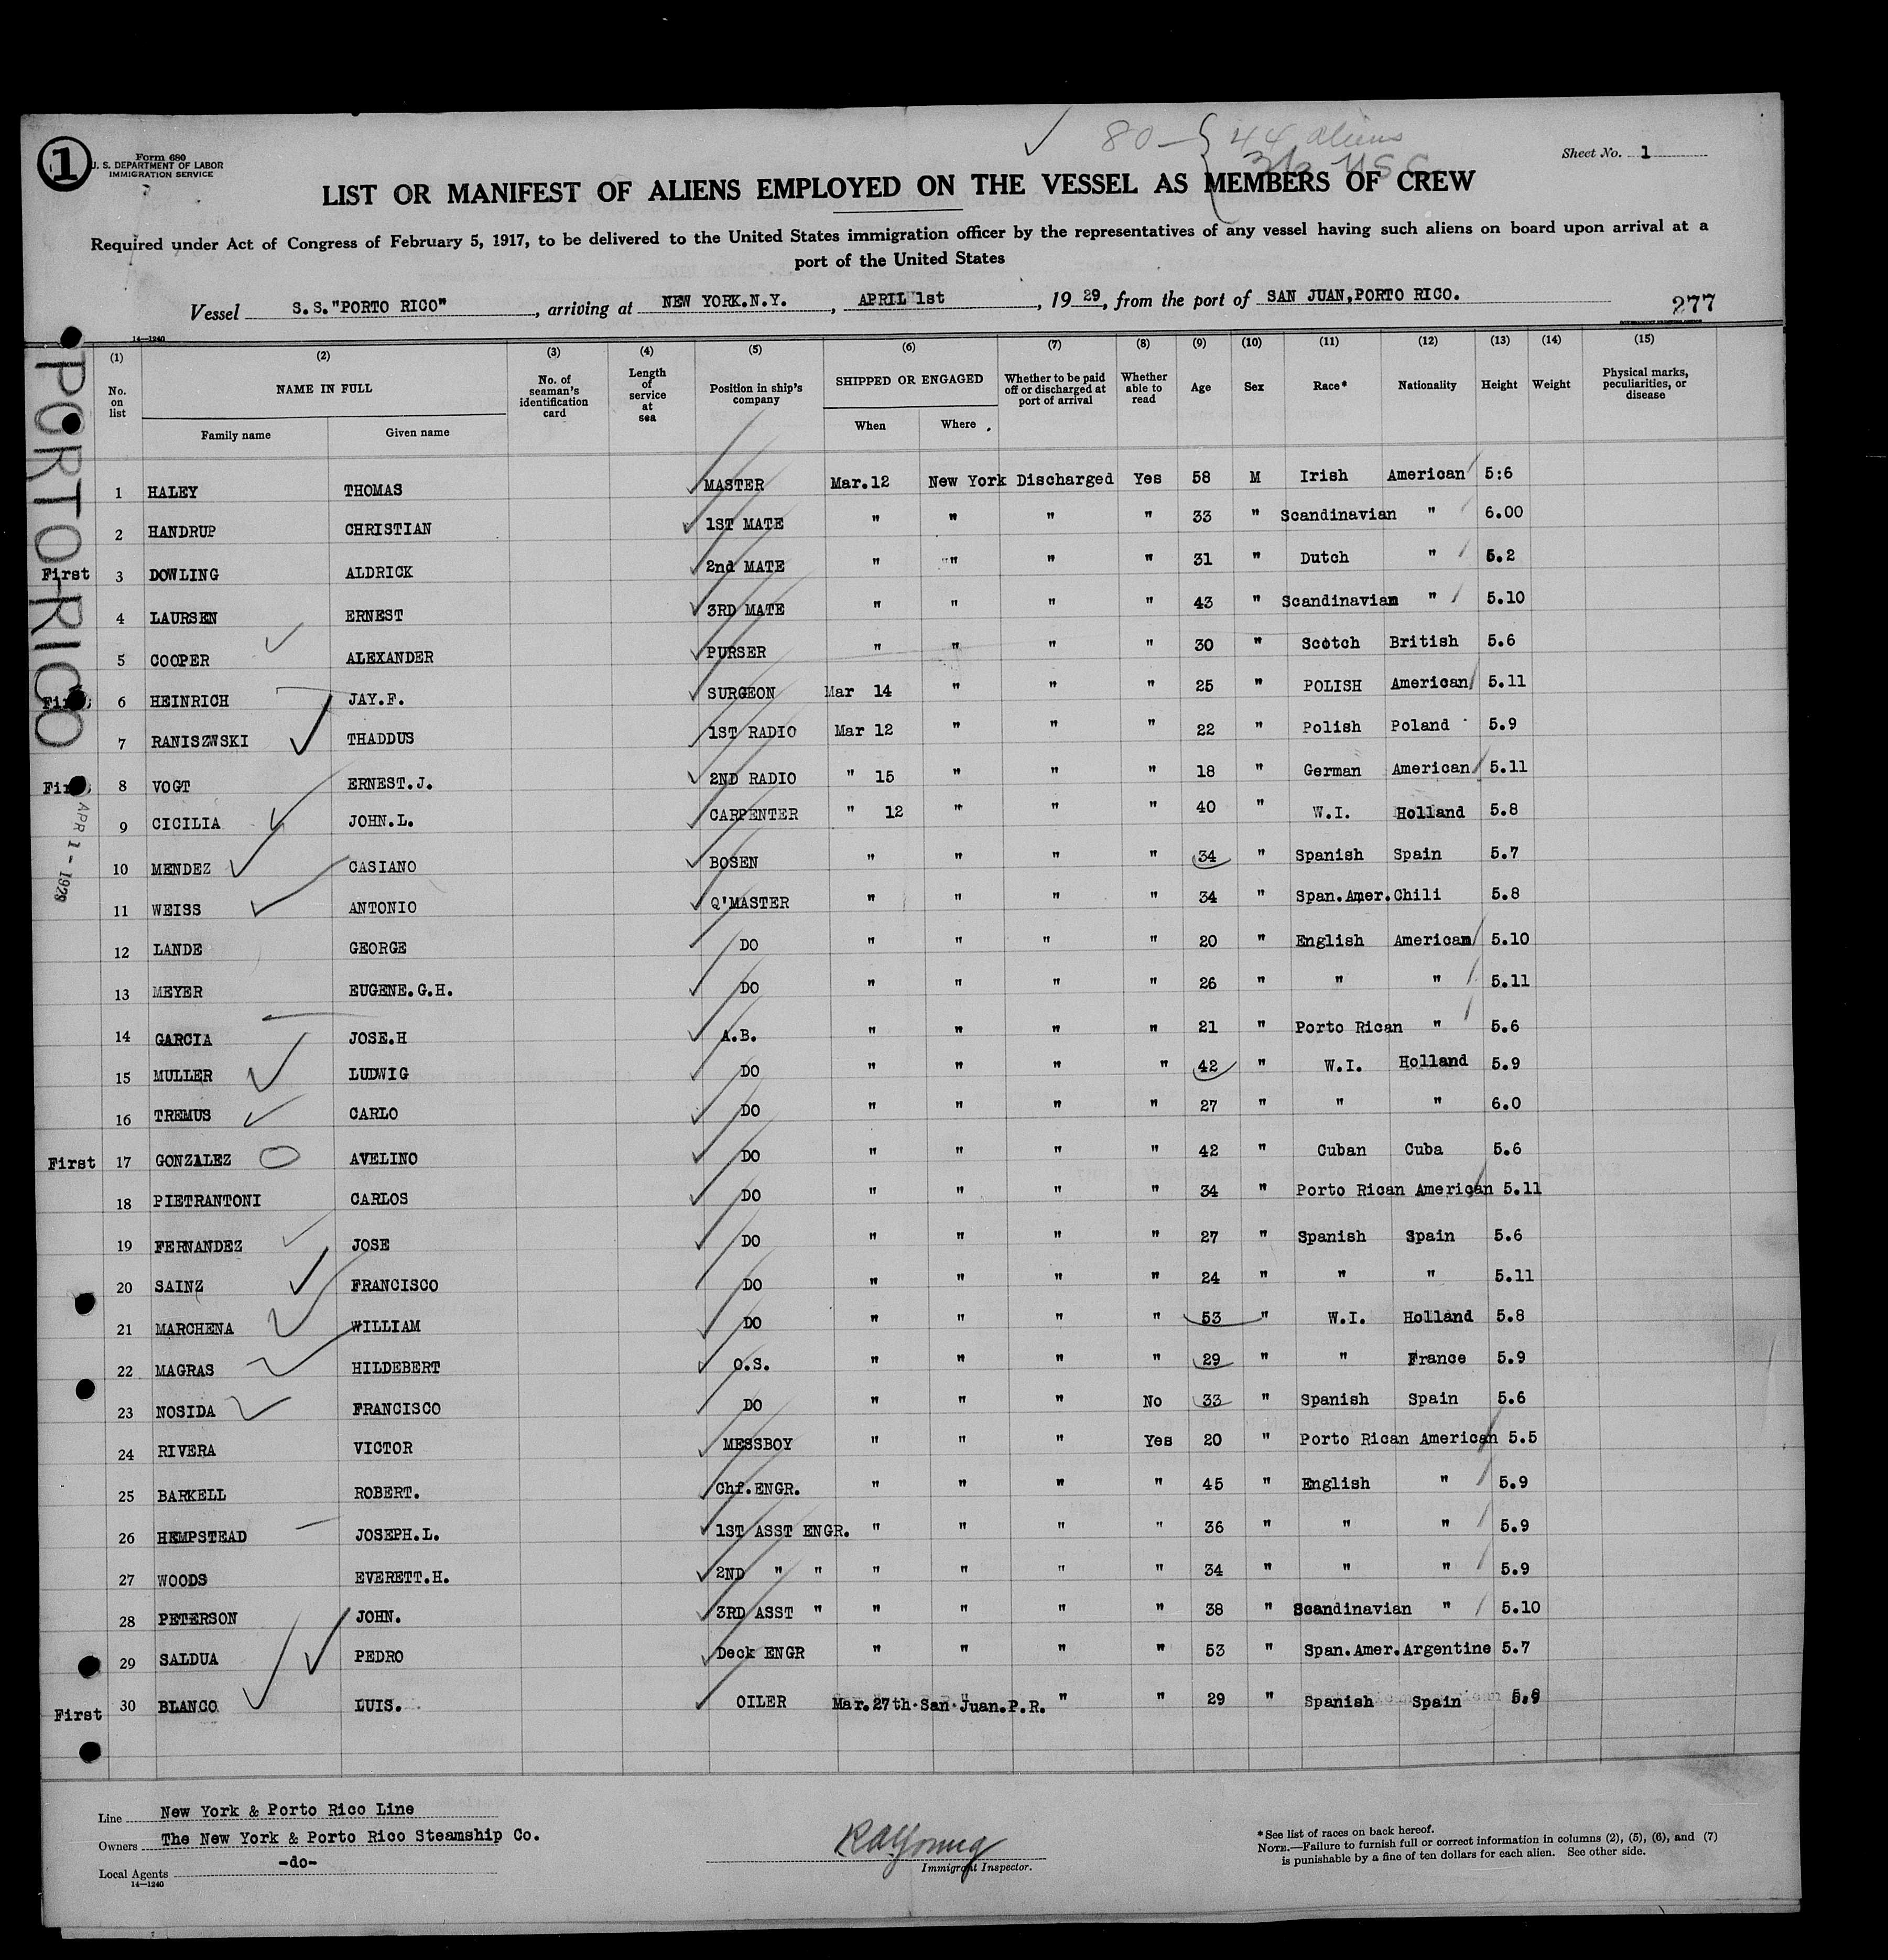 80 - { 44 aliens
1
Form 680
U. S. DEPARTMENT OF LABOR
IMMIGRATION SERVICE
Sheet No. 1
LIST OR MANIFEST OF ALIENS EMPLOYED ON THE VESSEL AS MEMBERS OF CREW
Required under Act of Congress of February 5, 1917, to be delivered to the United States immigration officer by the representatives of any vessel having such aliens on board upon arrival at a
port of the United States
Vessel S.S."PORTO RICO", arriving at NEW YORK.N.Y., APRIL 1st, 1929, from the port of SAN JUAN,PORTO RICO.
277
14—1240
PORTO-RICO
APR 1 - 1929
(1) (2) (3) (4) (5) (6) (7) (8) (9) (10) (11) (12) (13) (14) (15)
No. on list NAME IN FULL No. of seaman's identification card Length of service at sea Position in ship's company SHIPPED OR ENGAGED Whether to be paid off or discharged at port of arrival Whether able to read Age Sex Race* Nationality Height Weight Physical marks, peculiarities, or disease
Family name Given name When Where
1 HALEY THOMAS MASTER Mar.12 New York Discharged Yes 58 M Irish American 5:6
2 HANDRUP CHRISTIAN 1ST MATE " " " " 33 " Scandinavian " 6.00
First 3 DOWLING ALDRICK 2nd MATE " " " " 31 " Dutch " 5.2
4 LAURSEN ERNEST 3RD MATE " " " " 43 " Scandinavian " 5.10
5 COOPER ALEXANDER PURSER " " " " 30 " Scotch British 5.6
6 HEINRICH JAY.F. SURGEON Mar 14 " " " 25 " POLISH American 5.11
7 RANISZWSKI THADDUS 1ST RADIO Mar 12 " " " 22 " Polish Poland 5.9
8 VOGT ERNEST.J. 2ND RADIO " 15 " " " 18 " German American 5.11
9 CICILIA JOHN.L. CARPENTER " 12 " " " 40 " W.I. Holland 5.8
10 MENDEZ CASIANO BOSEN " " " " 34 " Spanish Spain 5.7
11 WEISS ANTONIO Q'MASTER " " " " 34 " Span.Amer. Chili 5.8
12 LANDE GEORGE DO " " " " 20 " English American 5.10
13 MEYER EUGENE.G.H. DO " " " " 26 " " " 5.11
14 GARCIA JOSE.H A.B. " " " " 21 " Porto Rican " 5.6
15 MULLER LUDWIG DO " " " " 42 " W.I. Holland 5.9
16 TREMUS CARLO DO " " " " 27 " " " 6.0
First 17 GONZALEZ AVELINO DO " " " " 42 " Cuban Cuba 5.6
18 PIETRANTONI CARLOS DO " " " " 34 " Porto Rican American 5.11
19 FERNANDEZ JOSE DO " " " " 27 " Spanish Spain 5.6
20 SAINZ FRANCISCO DO " " " " 24 " " " 5.11
21 MARCHENA WILLIAM DO " " " " 53 " W.I. Holland 5.8
22 MAGRAS HILDEBERT O.S. " " " " 29 " " France 5.9
23 NOSIDA FRANCISCO DO " " " No 33 " Spanish Spain 5.6
24 RIVERA VICTOR MESSBOY " " " Yes 20 " Porto Rican American 5.5
25 BARKELL ROBERT. Chf.ENGR. " " " " 45 " English " 5.9
26 HEMPSTEAD JOSEPH.L. 1ST ASST ENGR. " " " " 36 " " " 5.9
27 WOODS EVERETT.H. 2ND " " " " " " 34 " " " 5.9
28 PETERSON JOHN. 3RD ASST " " " " " 38 " Scandinavian " 5.10
29 SALDUA PEDRO Deck ENGR " " " " 53 " Span.Amer. Argentine 5.7
First 30 BLANCO LUIS. OILER Mar.27th San Juan.P.R. " " 29 " Spanish Spain
Line New York & Porto Rico Line
Owners The New York & Porto Rico Steamship Co.
Local Agents -do-
14—1240
RAYoung
Immigrant Inspector.
* See list of races on back hereof.
NOTE.—Failure to furnish full or correct information in columns (2), (5), (6), and (7)
is punishable by a fine of ten dollars for each alien. See other side.